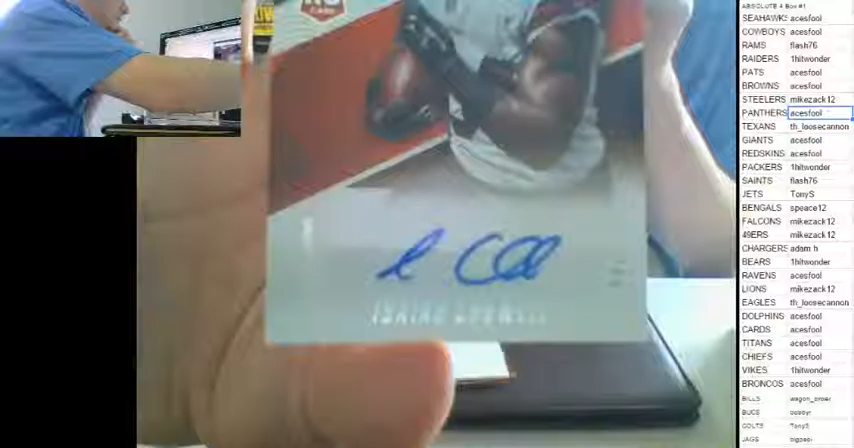 ABSOLUTE 4 Box #1
SEAHAWKS acesfool
COWBOYS acesfool
RAMS flash76
RAIDERS 1hitwonder
PATS acesfool
BROWNS acesfool
STEELERS mikezack12
PANTHERS acesfool
TEXANS th_loosecannon
GIANTS acesfool
REDSKINS acesfool
PACKERS 1hitwonder
SAINTS flash76
JETS TonyS
BENGALS speace12
FALCONS mikezack12
49ERS mikezack12
CHARGERS adam h
BEARS 1hitwonder
RAVENS acesfool
LIONS mikezack12
EAGLES th_loosecannon
DOLPHINS acesfool
CARDS acesfool
TITANS acesfool
CHIEFS acesfool
VIKES 1hitwonder
BRONCOS acesfool
BILLS
BUCS
COLTS TonyS
JAGS
ISAIAH CROWELL